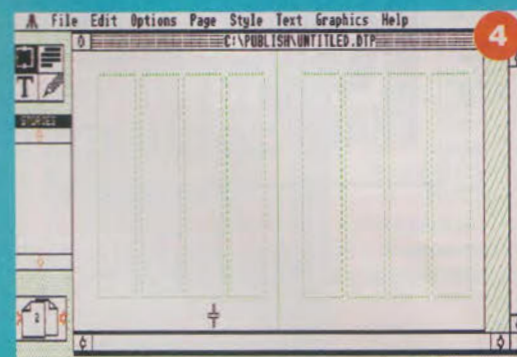 File Edit Options Page Style Text Graphics Help
4
C:\PUBLISH\UNTITLED.DTP
T
STORIES
2